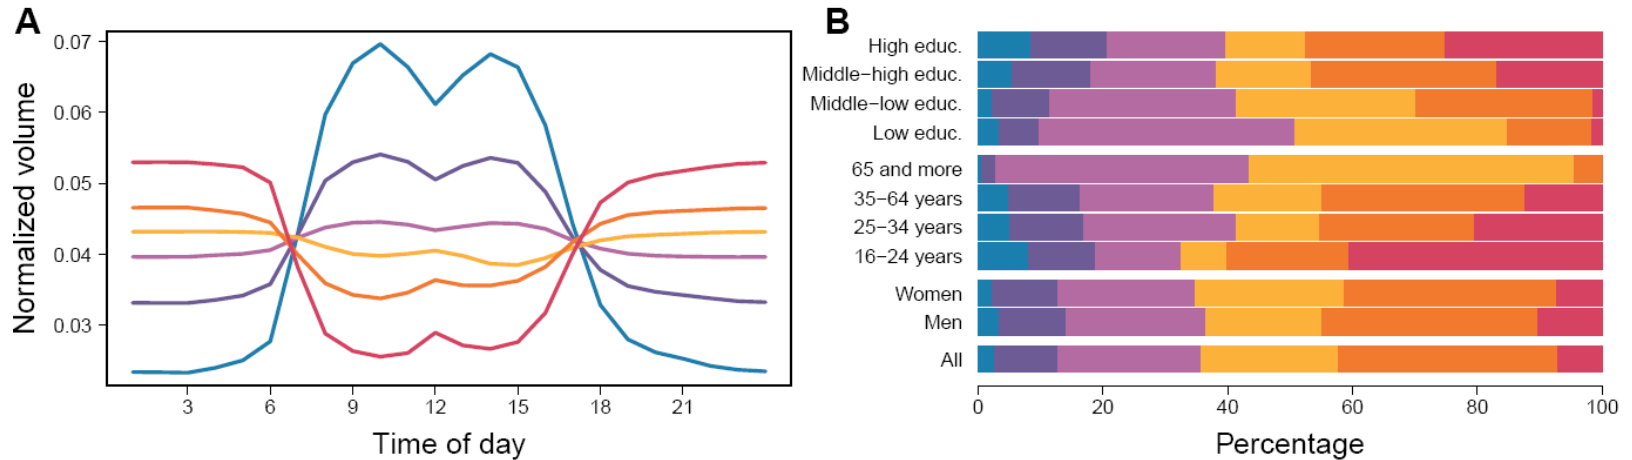 A
Normalized volume
0.07
0.06
0.05
0.04
0.03
3 6 9 12 15 18 21
Time of day
B
High educ.
Middle−high educ.
Middle−low educ.
Low educ.
65 and more
35−64 years
25−34 years
16−24 years
Women
Men
All
0 20 40 60 80 100
Percentage